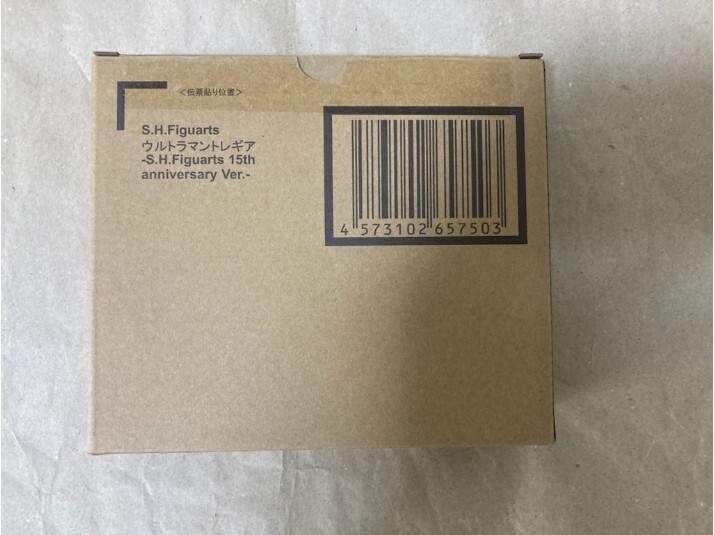 <伝票貼り位置>
S.H.Figuarts
ウルトラマントレギア
-S.H.Figuarts 15th
anniversary Ver.-
4 573102 657503